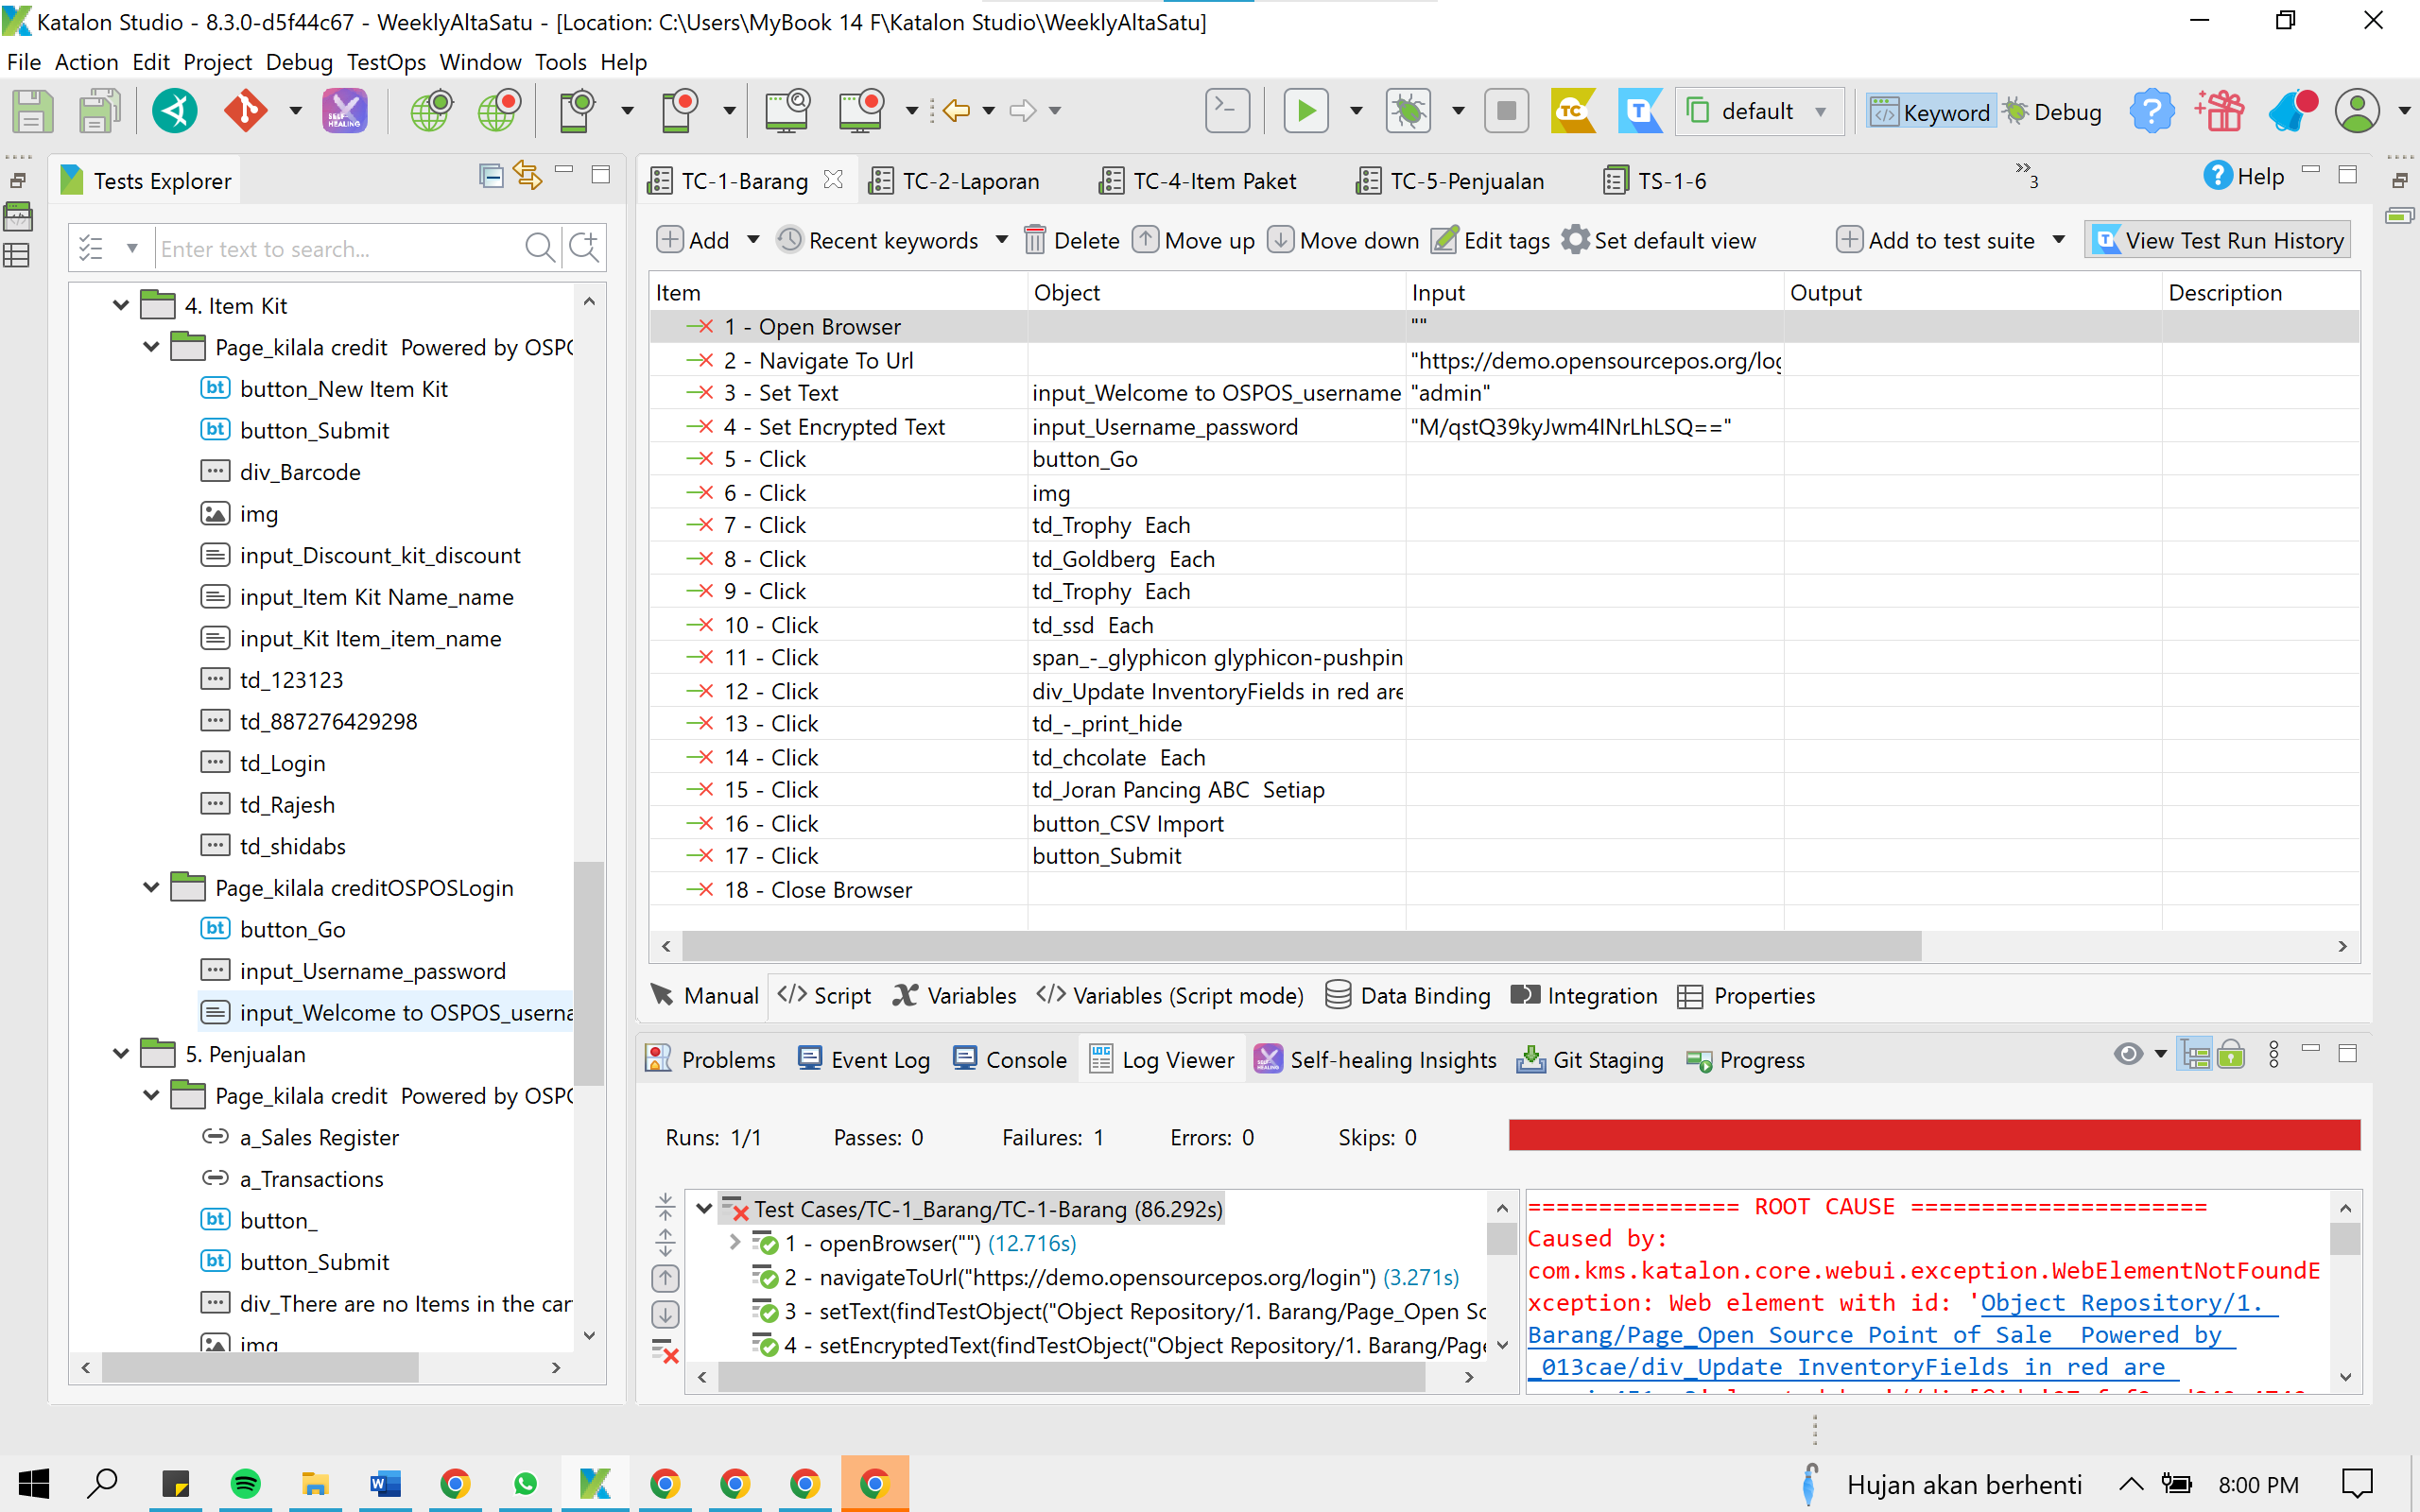 Katalon Studio - 8.3.0-d5f44c67 - WeeklyAltaSatu - [Location: C:\Users\MyBook 14 F\Katalon Studio\WeeklyAltaSatu]
File Action Edit Project Debug TestOps Window Tools Help
SELF HEALING
TC
T
default
Keyword
Debug
Tests Explorer
Enter text to search...
4. Item Kit
Page_kilala credit  Powered by OSPO
bt button_New Item Kit
bt button_Submit
div_Barcode
img
input_Discount_kit_discount
input_Item Kit Name_name
input_Kit Item_item_name
td_123123
td_887276429298
td_Login
td_Rajesh
td_shidabs
Page_kilala creditOSPOSLogin
bt button_Go
input_Username_password
input_Welcome to OSPOS_userna
5. Penjualan
Page_kilala credit  Powered by OSPO
a_Sales Register
a_Transactions
bt button_
bt button_Submit
div_There are no Items in the car
img
TC-1-Barang TC-2-Laporan TC-4-Item Paket TC-5-Penjualan TS-1-6 »3 Help
Add Recent keywords Delete Move up Move down Edit tags Set default view Add to test suite View Test Run History
Item Object Input Output Description
1 - Open Browser ""
2 - Navigate To Url "https://demo.opensourcepos.org/log
3 - Set Text input_Welcome to OSPOS_username "admin"
4 - Set Encrypted Text input_Username_password "M/qstQ39kyJwm4INrLhLSQ=="
5 - Click button_Go
6 - Click img
7 - Click td_Trophy  Each
8 - Click td_Goldberg  Each
9 - Click td_Trophy  Each
10 - Click td_ssd  Each
11 - Click span_-_glyphicon glyphicon-pushpin
12 - Click div_Update InventoryFields in red are
13 - Click td_-_print_hide
14 - Click td_chcolate  Each
15 - Click td_Joran Pancing ABC  Setiap
16 - Click button_CSV Import
17 - Click button_Submit
18 - Close Browser
Manual Script Variables Variables (Script mode) Data Binding Integration Properties
Problems Event Log Console Log Viewer Self-healing Insights Git Staging Progress
Runs: 1/1 Passes: 0 Failures: 1 Errors: 0 Skips: 0
Test Cases/TC-1_Barang/TC-1-Barang (86.292s)
1 - openBrowser("") (12.716s)
2 - navigateToUrl("https://demo.opensourcepos.org/login") (3.271s)
3 - setText(findTestObject("Object Repository/1. Barang/Page_Open Sc
4 - setEncryptedText(findTestObject("Object Repository/1. Barang/Page
=============== ROOT CAUSE =====================
Caused by:
com.kms.katalon.core.webui.exception.WebElementNotFoundE
xception: Web element with id: 'Object Repository/1.
Barang/Page_Open Source Point of Sale  Powered by
_013cae/div_Update InventoryFields in red are
Hujan akan berhenti
8:00 PM